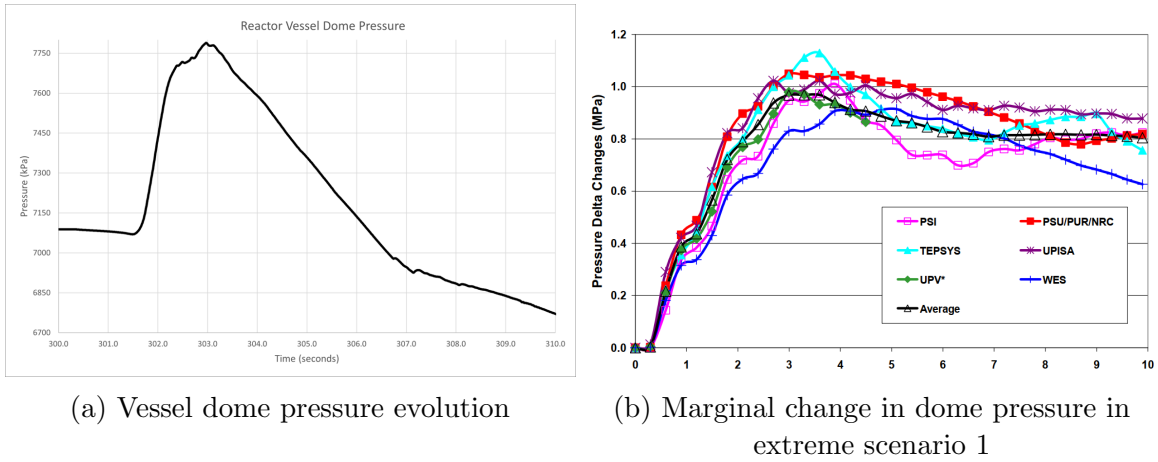 Reactor Vessel Dome Pressure
Pressure (kPa)
7750
7600
7450
7300
7150
7000
6850
6700
300.0 301.0 302.0 303.0 304.0 305.0 306.0 307.0 308.0 309.0 310.0
Time (seconds)
(a) Vessel dome pressure evolution
Pressure Delta Changes (MPa)
1.2
1.0
0.8
0.6
0.4
0.2
0.0
0 1 2 3 4 5 6 7 8 9 10
PSI PSU/PUR/NRC
TEPSYS UPISA
UPV* WES
Average
(b) Marginal change in dome pressure in
extreme scenario 1